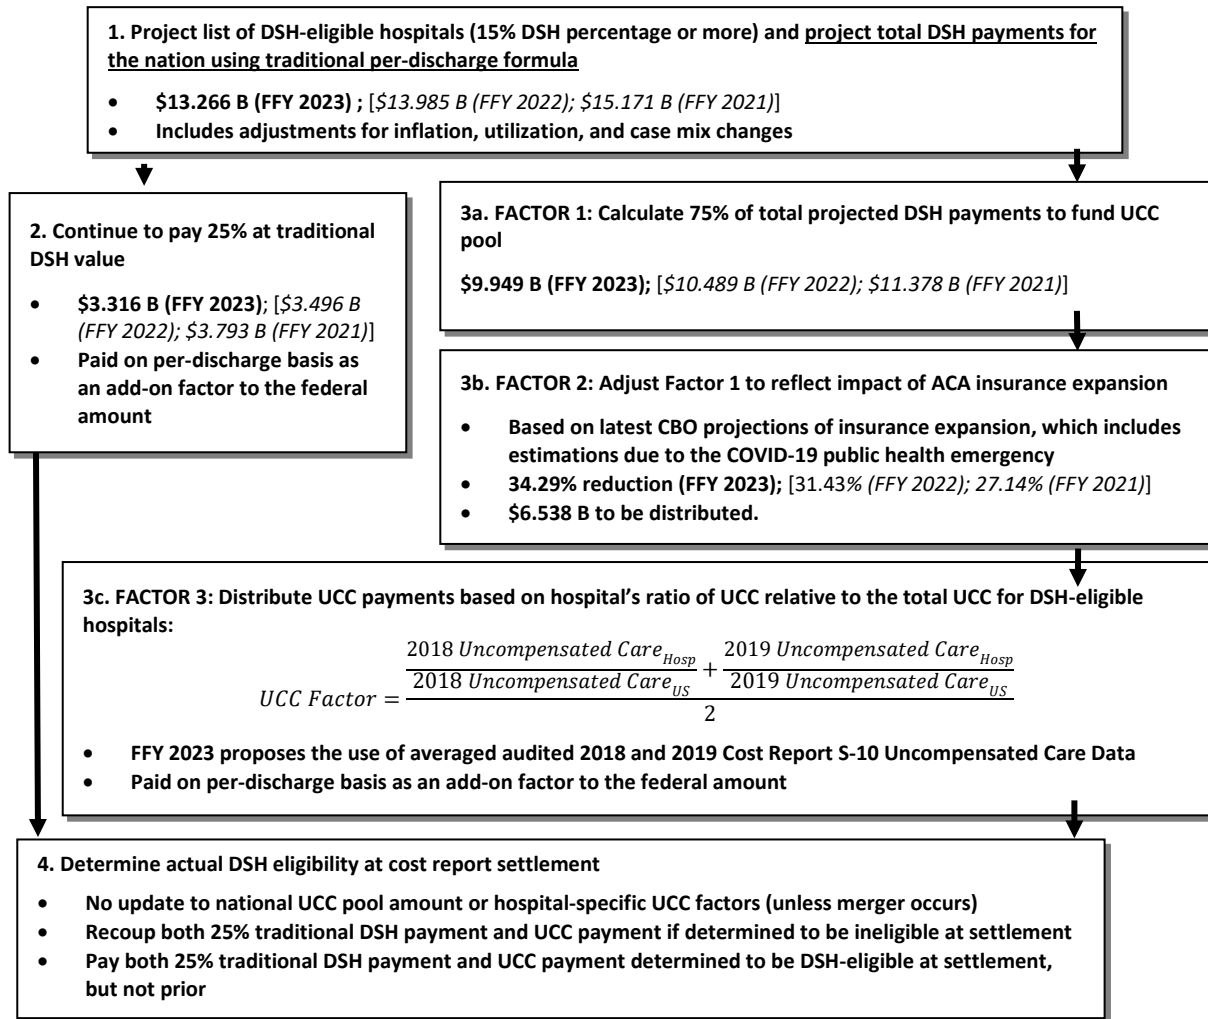 1. Project list of DSH-eligible hospitals (15% DSH percentage or more) and project total DSH payments for
the nation using traditional per-discharge formula
• $13.266 B (FFY 2023) ; [$13.985 B (FFY 2022); $15.171 B (FFY 2021)]
• Includes adjustments for inflation, utilization, and case mix changes
2. Continue to pay 25% at traditional
DSH value
• $3.316 B (FFY 2023); [$3.496 B
(FFY 2022); $3.793 B (FFY 2021)]
• Paid on per-discharge basis as
an add-on factor to the federal
amount
3a. FACTOR 1: Calculate 75% of total projected DSH payments to fund UCC
pool
$9.949 B (FFY 2023); [$10.489 B (FFY 2022); $11.378 B (FFY 2021)]
3b. FACTOR 2: Adjust Factor 1 to reflect impact of ACA insurance expansion
• Based on latest CBO projections of insurance expansion, which includes
estimations due to the COVID-19 public health emergency
• 34.29% reduction (FFY 2023); [31.43% (FFY 2022); 27.14% (FFY 2021)]
• $6.538 B to be distributed.
3c. FACTOR 3: Distribute UCC payments based on hospital's ratio of UCC relative to the total UCC for DSH-eligible
hospitals:
2018 Uncompensated Care Hosp + 2019 Uncompensated Care Hosp
2018 Uncompensated Care US 2019 Uncompensated Care US
UCC Factor =
2
• FFY 2023 proposes the use of averaged audited 2018 and 2019 Cost Report S-10 Uncompensated Care Data
• Paid on per-discharge basis as an add-on factor to the federal amount
4. Determine actual DSH eligibility at cost report settlement
• No update to national UCC pool amount or hospital-specific UCC factors (unless merger occurs)
• Recoup both 25% traditional DSH payment and UCC payment if determined to be ineligible at settlement
• Pay both 25% traditional DSH payment and UCC payment determined to be DSH-eligible at settlement,
but not prior